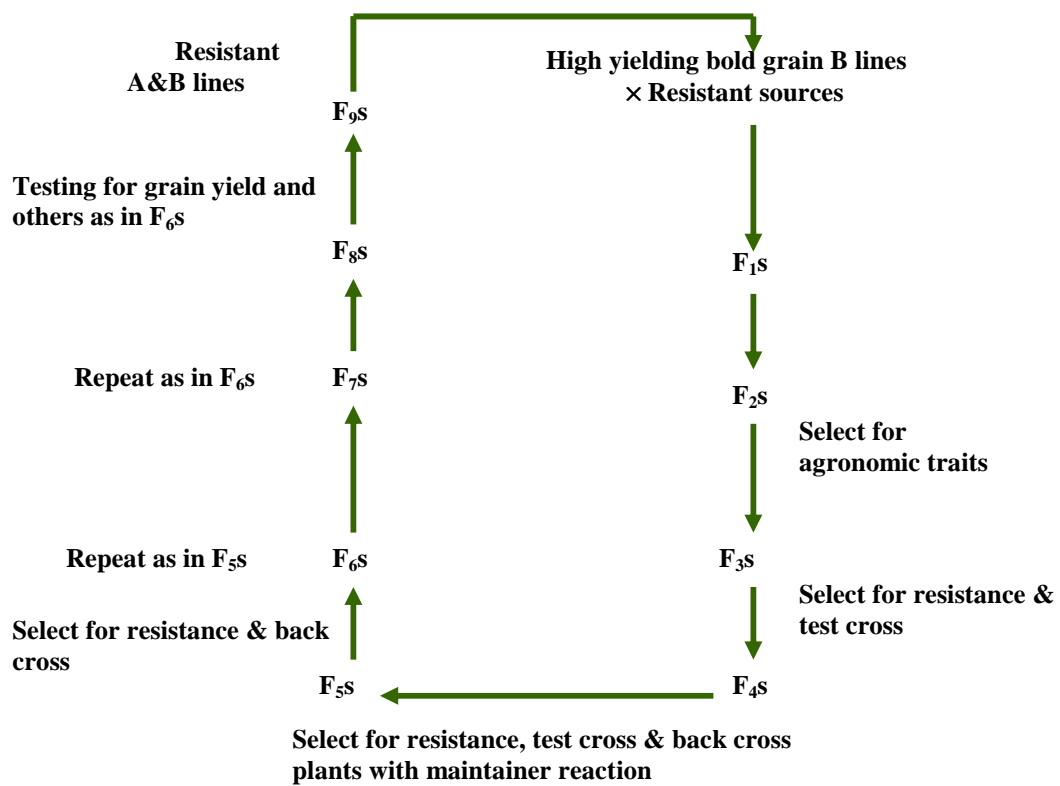 Resistant
A&B lines
High yielding bold grain B lines
× Resistant sources
F₉s
Testing for grain yield and
others as in F₆s
F₈s
F₁s
Repeat as in F₆s
F₇s
F₂s
Select for
agronomic traits
Repeat as in F₅s
F₆s
F₃s
Select for resistance &
test cross
Select for resistance & back
cross
F₅s
F₄s
Select for resistance, test cross & back cross
plants with maintainer reaction